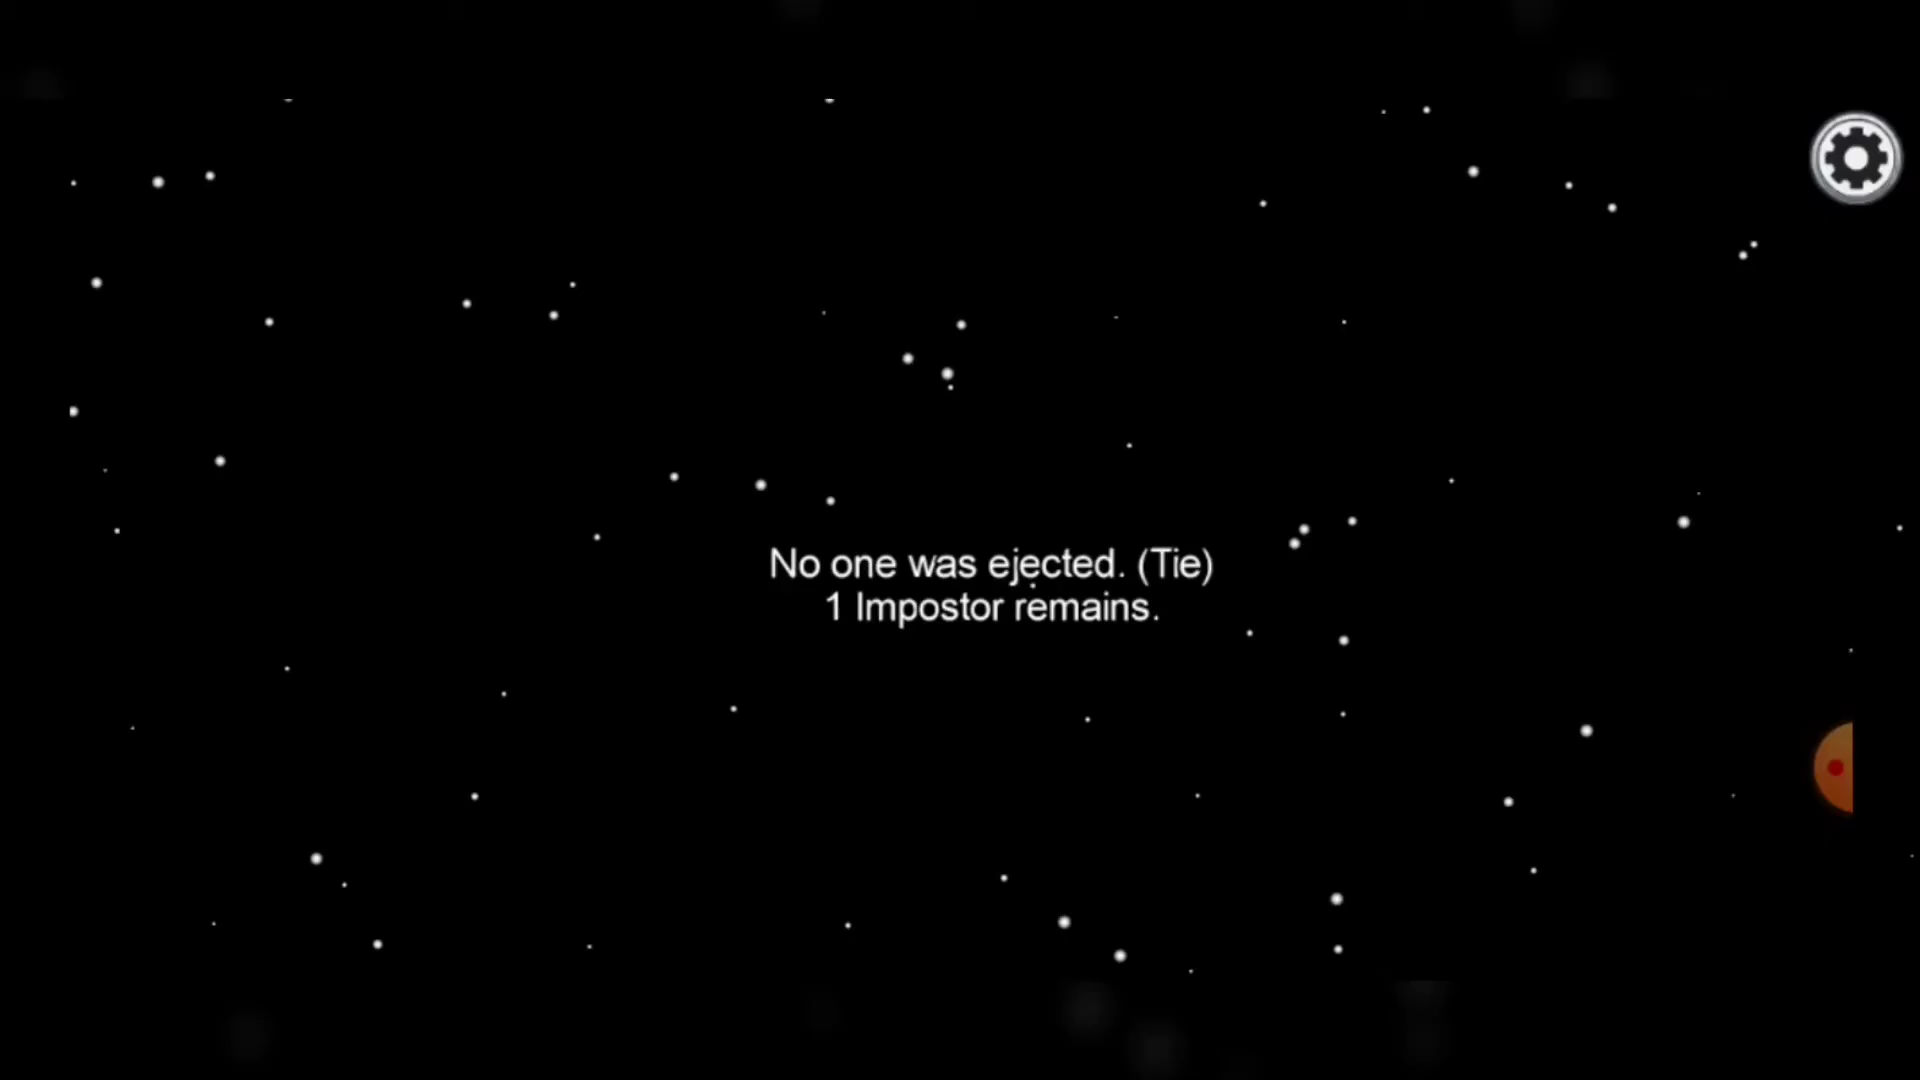 No one was ejected. (Tie)
1 Impostor remains.